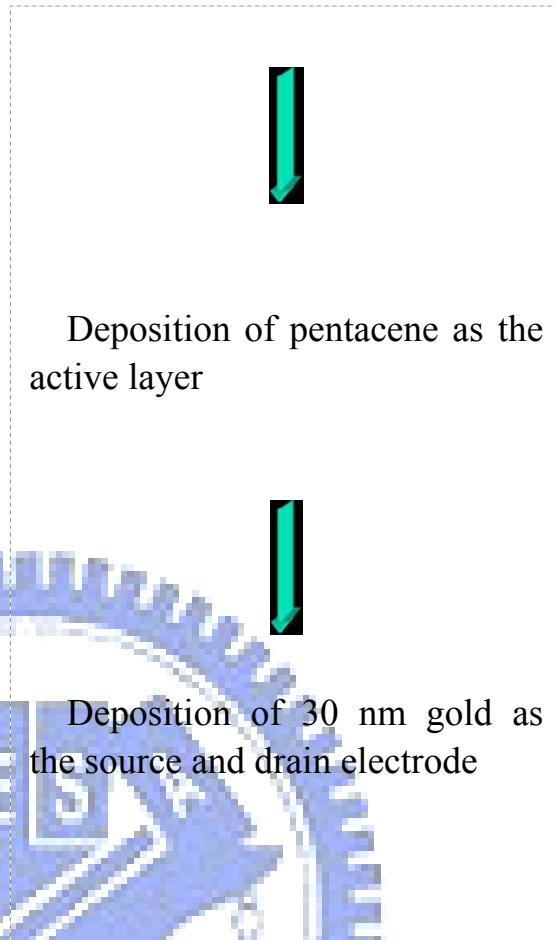 Deposition of pentacene as the
active layer
Deposition of 30 nm gold as
the source and drain electrode